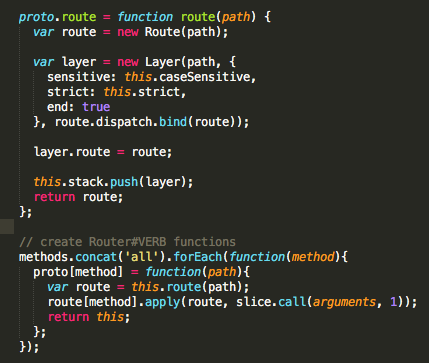 proto.route = function route(path) {
  var route = new Route(path);

  var layer = new Layer(path, {
    sensitive: this.caseSensitive,
    strict: this.strict,
    end: true
  }, route.dispatch.bind(route));

  layer.route = route;

  this.stack.push(layer);
  return route;
};

// create Router#VERB functions
methods.concat('all').forEach(function(method){
  proto[method] = function(path){
    var route = this.route(path);
    route[method].apply(route, slice.call(arguments, 1));
    return this;
  };
});